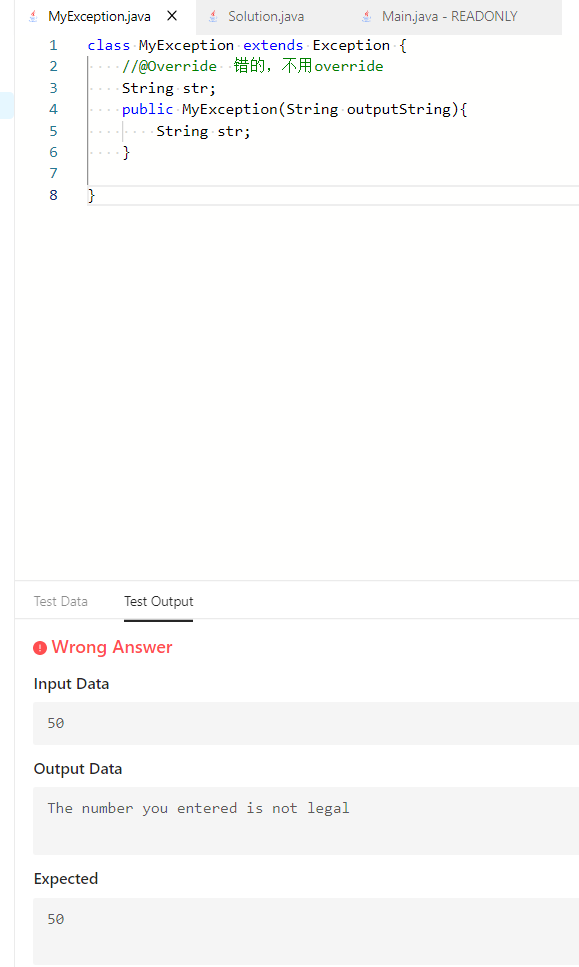 MyException.java
Solution.java
Main.java - READONLY
1 class MyException extends Exception {
2 //@Override 错的，不用override
3 String str;
4 public MyException(String outputString){
5 String str;
6 }
7
8 }
Test Data
Test Output
Wrong Answer
Input Data
50
Output Data
The number you entered is not legal
Expected
50